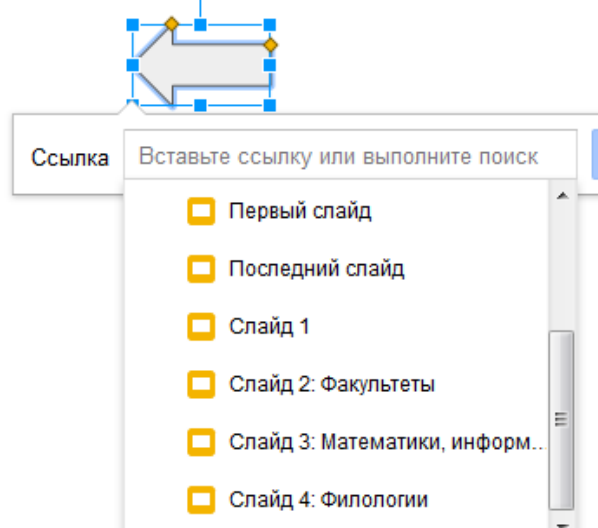 Ссылка
Вставьте ссылку или выполните поиск
Первый слайд
Последний слайд
Слайд 1
Слайд 2: Факультеты
Слайд 3: Математики, информ...
Слайд 4: Филологии